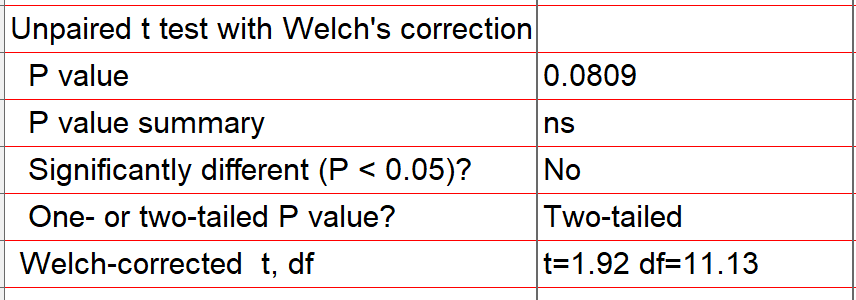 Unpaired t test with Welch's correction
P value 0.0809
P value summary ns
Significantly different (P < 0.05)? No
One- or two-tailed P value? Two-tailed
Welch-corrected t, df t=1.92 df=11.13